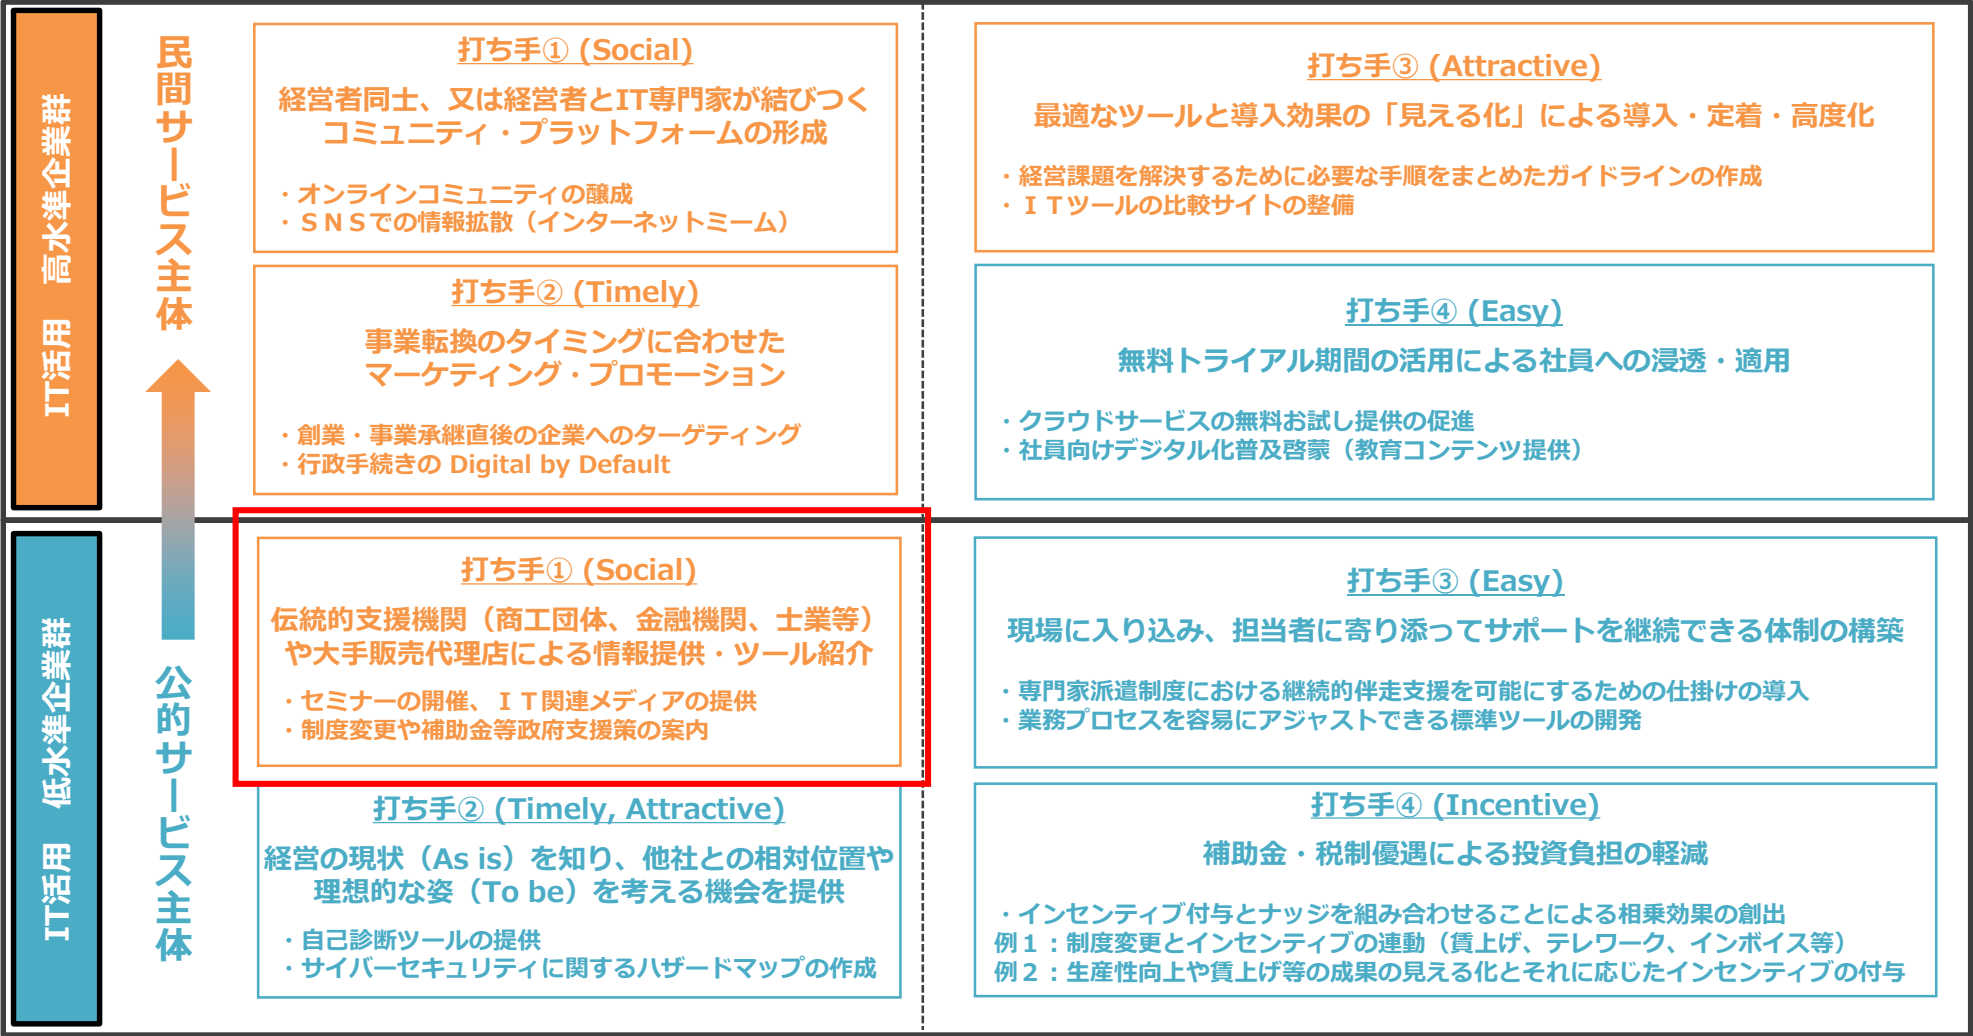 IT活用 高水準企業群
民間サービス主体
打ち手① (Social)
経営者同士、又は経営者とIT専門家が結びつく
コミュニティ・プラットフォームの形成
・オンラインコミュニティの醸成
・ＳＮＳでの情報拡散（インターネットミーム）
打ち手② (Timely)
事業転換のタイミングに合わせた
マーケティング・プロモーション
・創業・事業承継直後の企業へのターゲティング
・行政手続きの Digital by Default
打ち手③ (Attractive)
最適なツールと導入効果の「見える化」による導入・定着・高度化
・経営課題を解決するために必要な手順をまとめたガイドラインの作成
・ＩＴツールの比較サイトの整備
打ち手④ (Easy)
無料トライアル期間の活用による社員への浸透・適用
・クラウドサービスの無料お試し提供の促進
・社員向けデジタル化普及啓蒙（教育コンテンツ提供）
IT活用 低水準企業群
公的サービス主体
打ち手① (Social)
伝統的支援機関（商工団体、金融機関、士業等）
や大手販売代理店による情報提供・ツール紹介
・セミナーの開催、ＩＴ関連メディアの提供
・制度変更や補助金等政府支援策の案内
打ち手② (Timely, Attractive)
経営の現状（As is）を知り、他社との相対位置や
理想的な姿（To be）を考える機会を提供
・自己診断ツールの提供
・サイバーセキュリティに関するハザードマップの作成
打ち手③ (Easy)
現場に入り込み、担当者に寄り添ってサポートを継続できる体制の構築
・専門家派遣制度における継続的伴走支援を可能にするための仕掛けの導入
・業務プロセスを容易にアジャストできる標準ツールの開発
打ち手④ (Incentive)
補助金・税制優遇による投資負担の軽減
・インセンティブ付与とナッジを組み合わせることによる相乗効果の創出
例１：制度変更とインセンティブの連動（賃上げ、テレワーク、インボイス等）
例２：生産性向上や賃上げ等の成果の見える化とそれに応じたインセンティブの付与